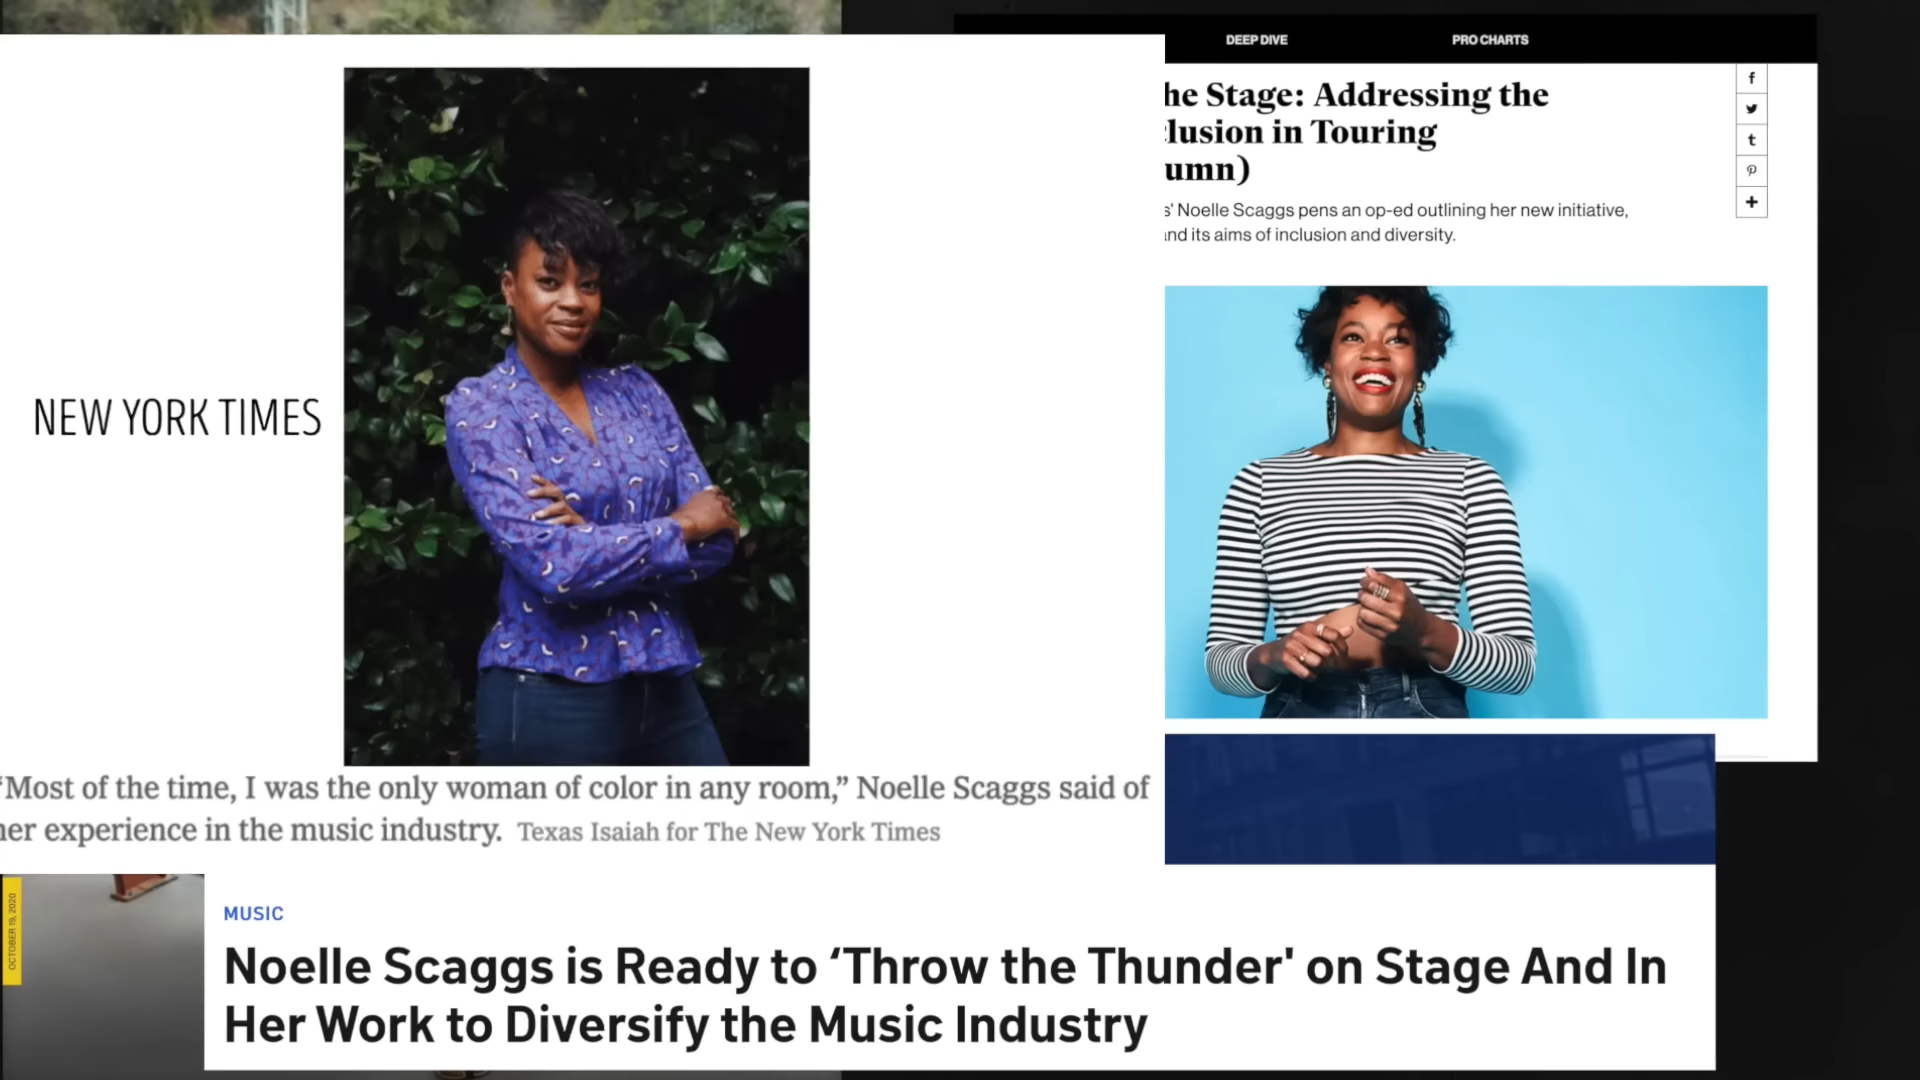 DEEP DIVE
PRO CHARTS
he Stage: Addressing the
lusion in Touring
umn)
s' Noelle Scaggs pens an op-ed outlining her new initiative,
nd its aims of inclusion and diversity.
NEW YORK TIMES
“Most of the time, I was the only woman of color in any room,” Noelle Scaggs said of
her experience in the music industry. Texas Isaiah for The New York Times
OCTOBER 19, 2020
MUSIC
Noelle Scaggs is Ready to ‘Throw the Thunder' on Stage And In
Her Work to Diversify the Music Industry